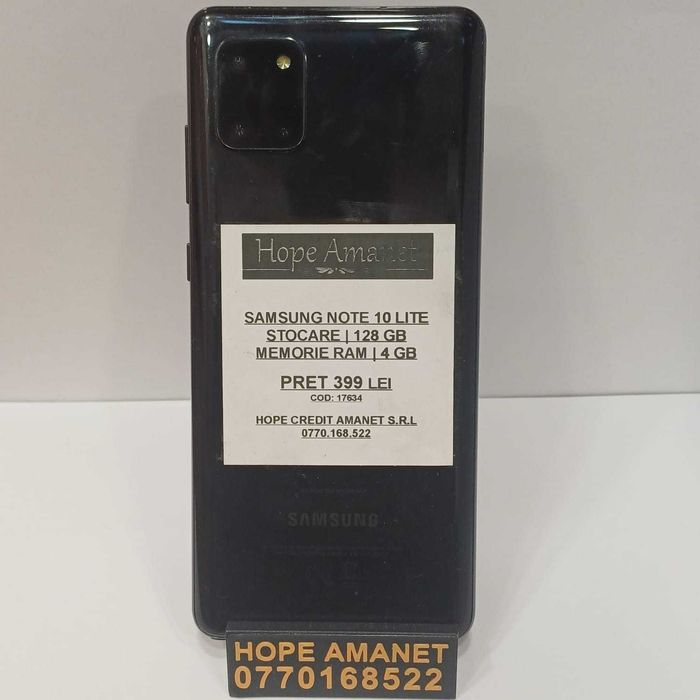 Hope Amanet
SAMSUNG NOTE 10 LITE
STOCARE | 128 GB
MEMORIE RAM | 4 GB
PRET 399 LEI
COD: 17634
HOPE CREDIT AMANET S.R.L
0770.168.522
SAMSUNG
HOPE AMANET
0770168522